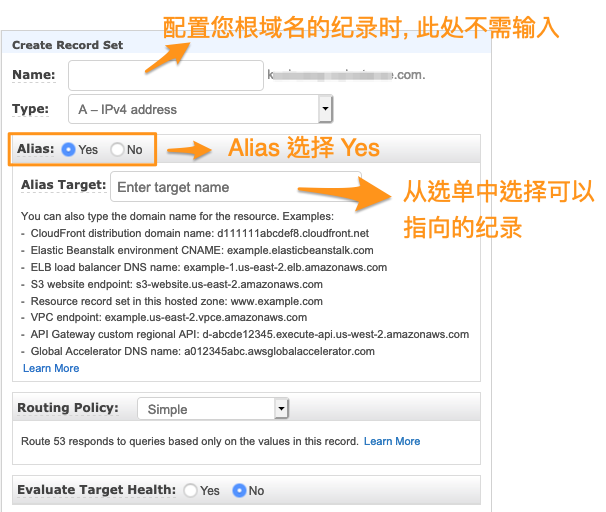 配置您根域名的纪录时, 此处不需输入
Create Record Set
Name: .com.
Type: A – IPv4 address
Alias: Yes No Alias 选择 Yes
Alias Target: Enter target name
从选单中选择可以
指向的纪录
You can also type the domain name for the resource. Examples:
- CloudFront distribution domain name: d111111abcdef8.cloudfront.net
- Elastic Beanstalk environment CNAME: example.elasticbeanstalk.com
- ELB load balancer DNS name: example-1.us-east-2.elb.amazonaws.com
- S3 website endpoint: s3-website.us-east-2.amazonaws.com
- Resource record set in this hosted zone: www.example.com
- VPC endpoint: example.us-east-2.vpce.amazonaws.com
- API Gateway custom regional API: d-abcde12345.execute-api.us-west-2.amazonaws.com
- Global Accelerator DNS name: a012345abc.awsglobalaccelerator.com
Learn More
Routing Policy: Simple
Route 53 responds to queries based only on the values in this record. Learn More
Evaluate Target Health: Yes No